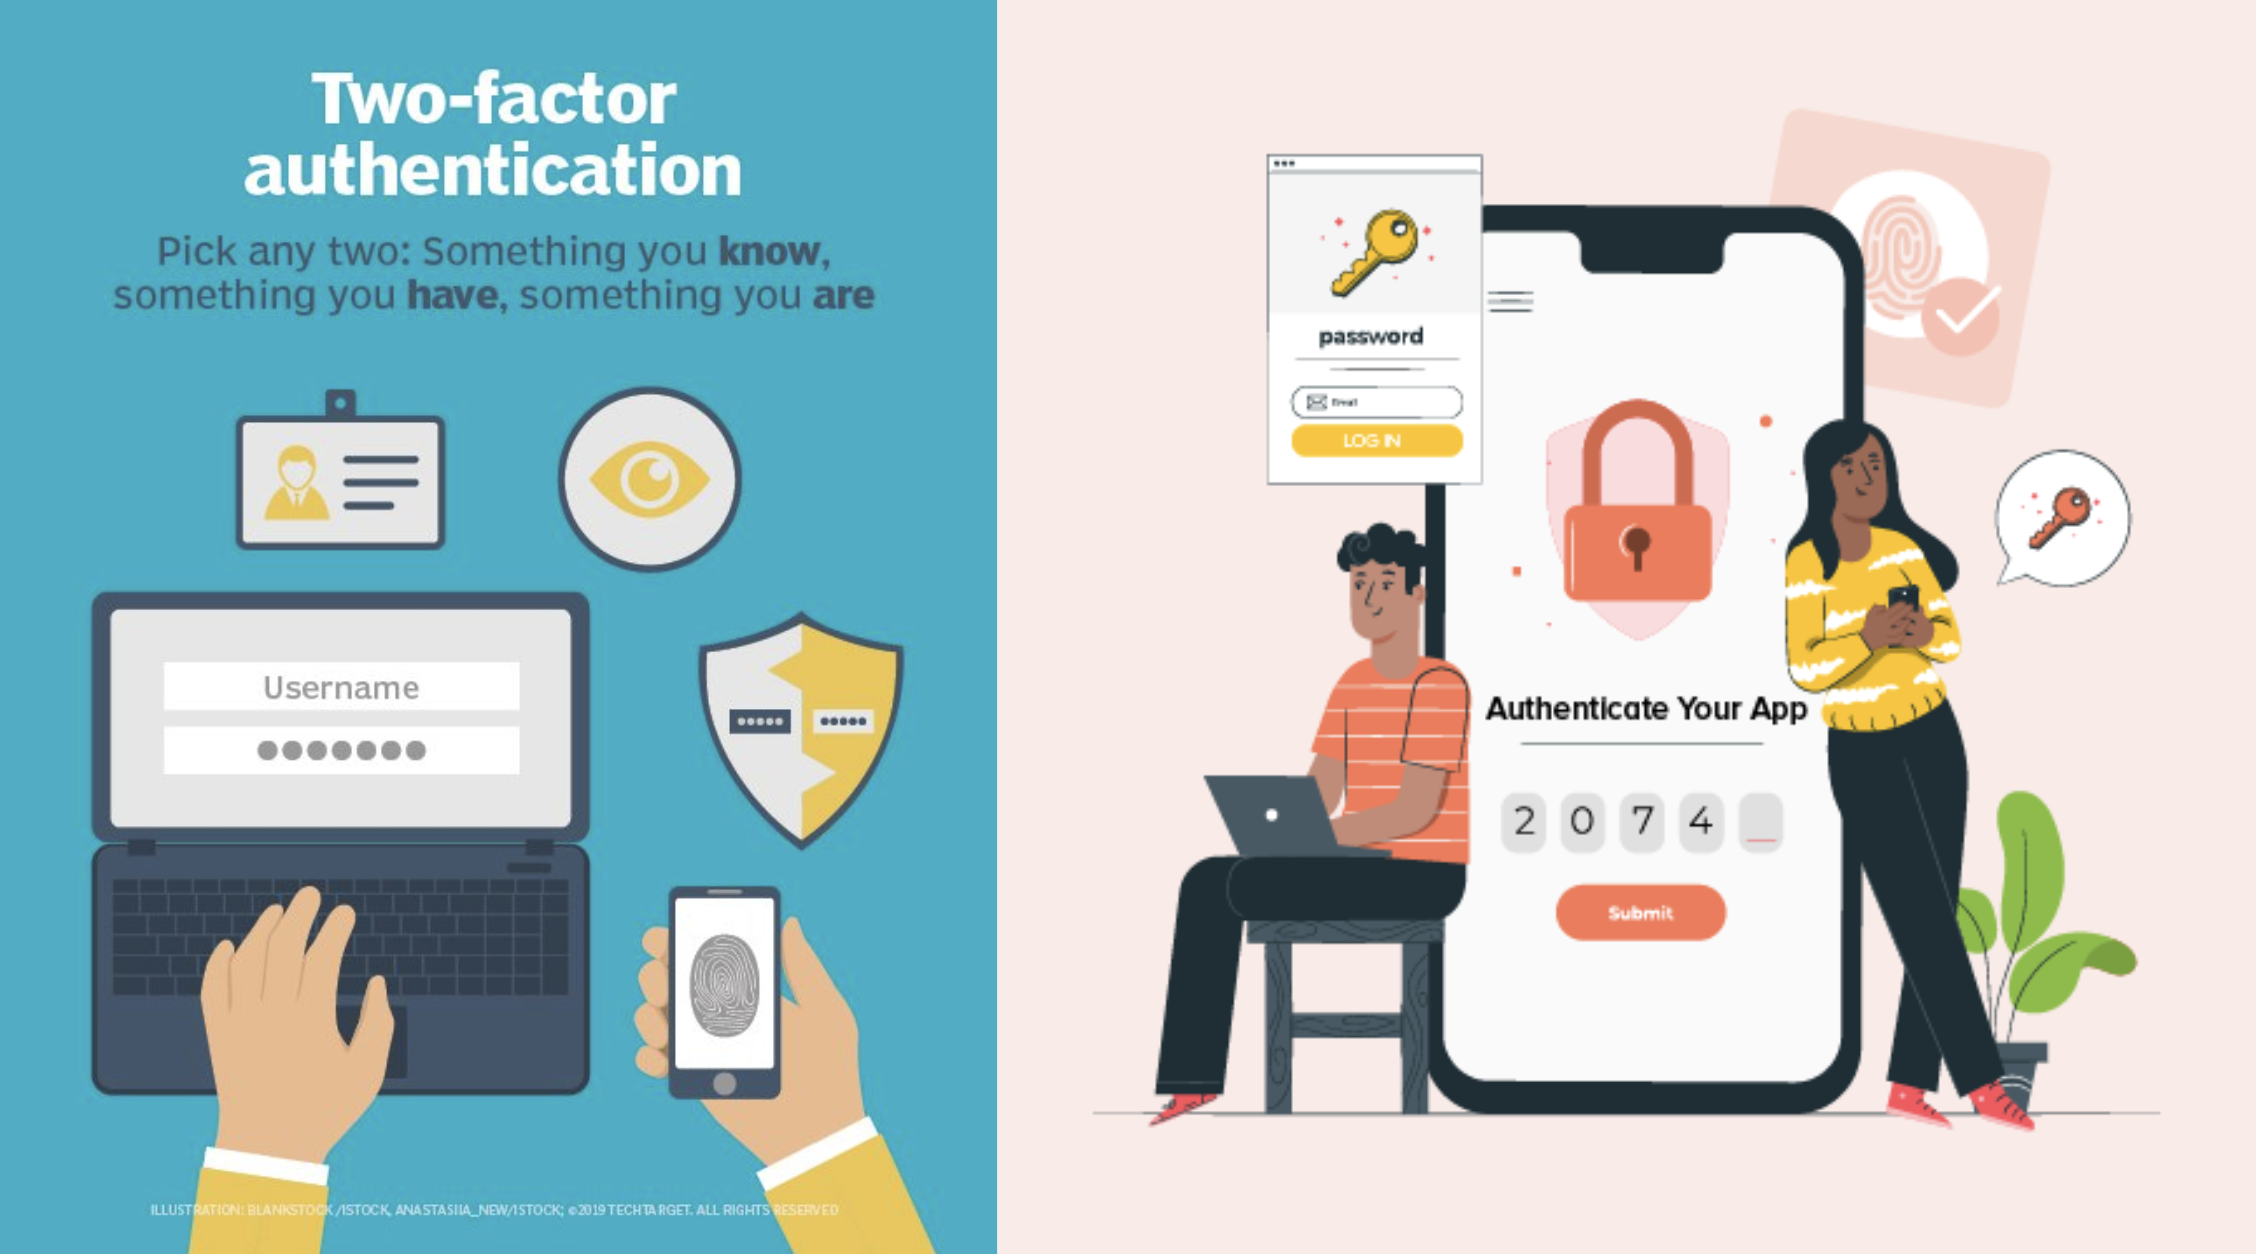 Two-factor
authentication
Pick any two: Something you know,
something you have, something you are
Username
ILLUSTRATION: BLANKSTOCK /ISTOCK, ANASTASIIA_NEW/ISTOCK; ©2019 TECHTARGET. ALL RIGHTS RESERVED
password
Email
LOG IN
Authenticate Your App
2 0 7 4 _
Submit